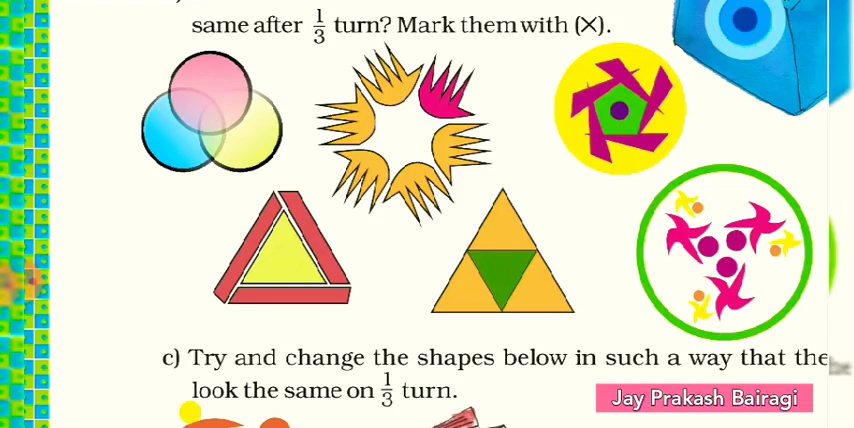 same after 1/3 turn? Mark them with (✕).
c) Try and change the shapes below in such a way that the
look the same on 1/3 turn.
Jay Prakash Bairagi